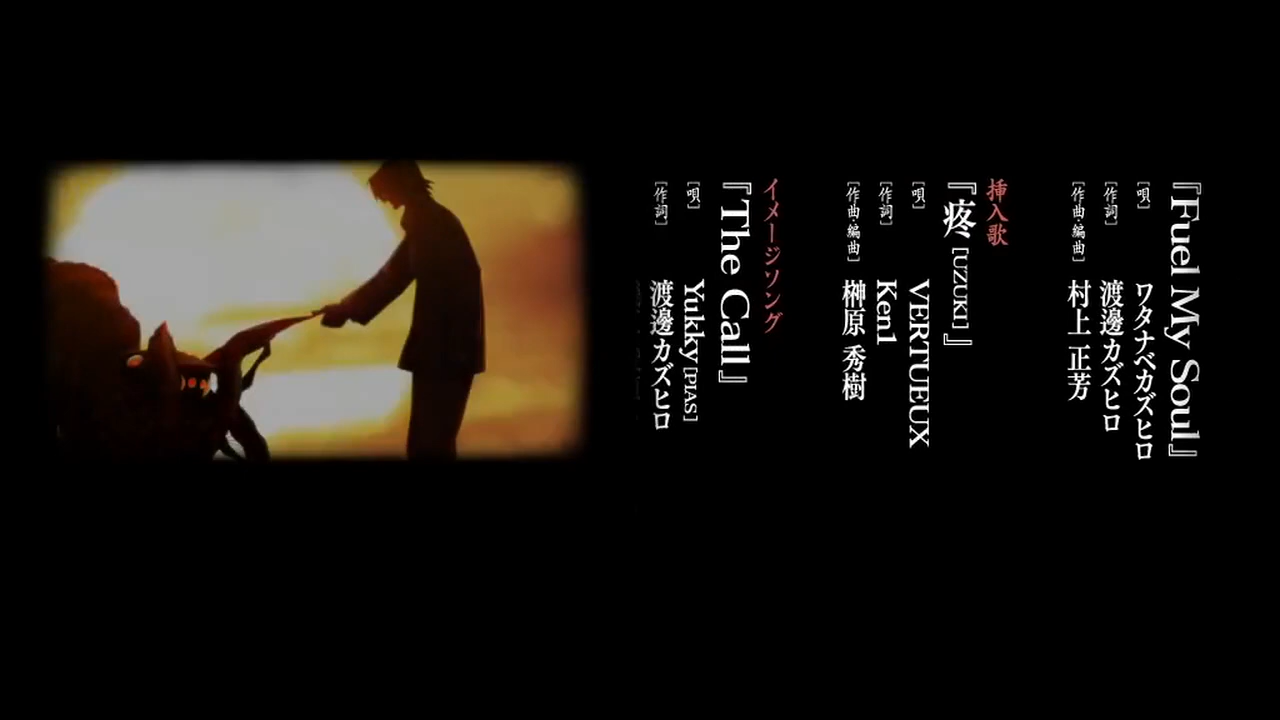 『Fuel My Soul』
[唄] ワタナベカズヒロ
[作詞] 渡邊カズヒロ
[作曲・編曲] 村上 正芳
挿入歌
『疼[UZUKI]』
[唄] VERTUEUX
[作詞] Ken1
[作曲・編曲] 榊原 秀樹
イメージソング
『The Call』
[唄] Yukky[PIAS]
[作詞] 渡邊カズヒロ